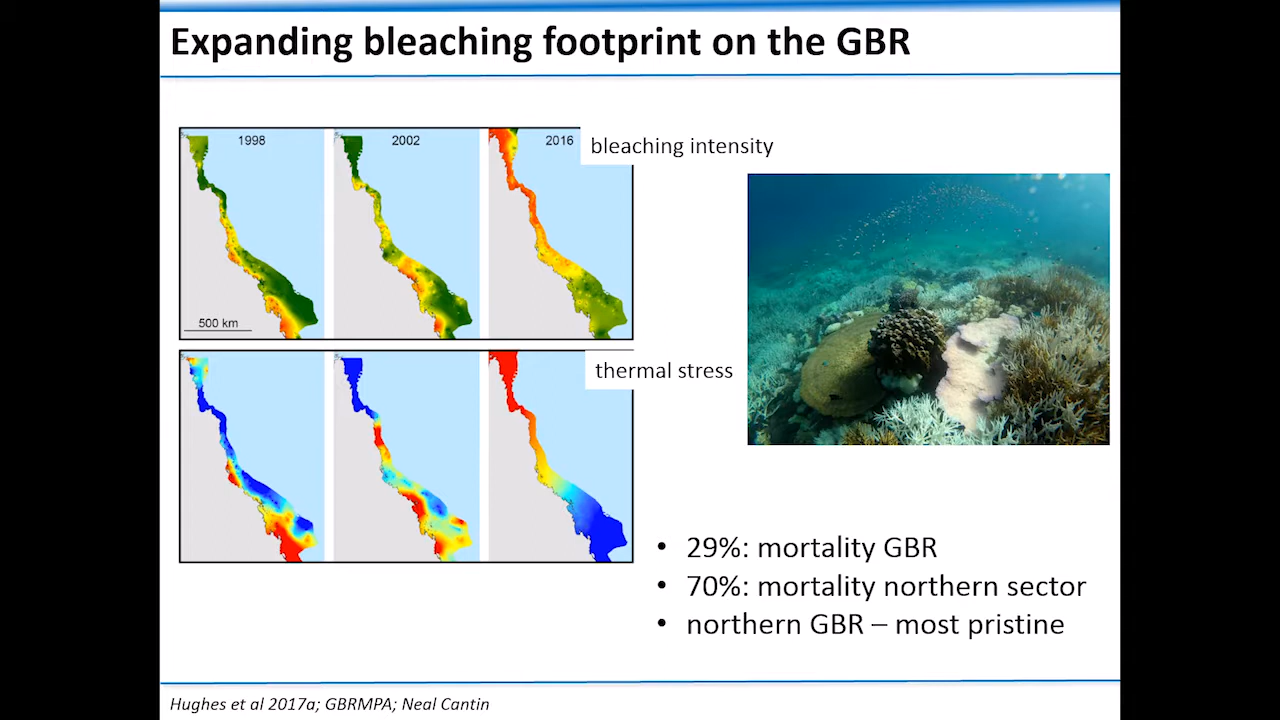 Expanding bleaching footprint on the GBR
1998
2002
2016
bleaching intensity
500 km
thermal stress
• 29%: mortality GBR
• 70%: mortality northern sector
• northern GBR – most pristine
Hughes et al 2017a; GBRMPA; Neal Cantin